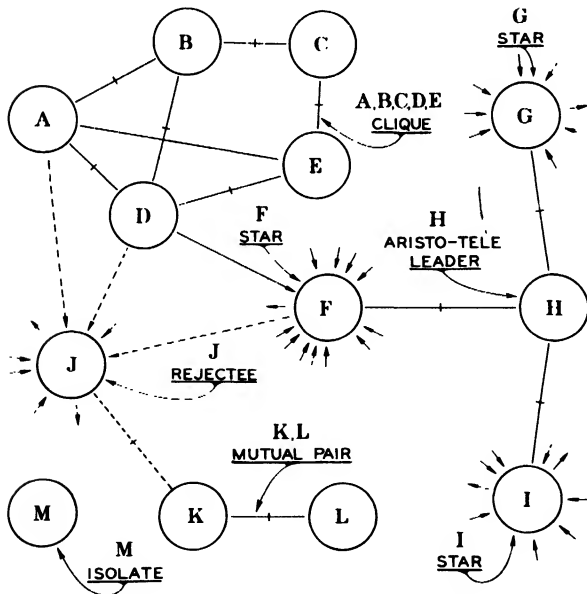 G
STAR
B
C
A
G
A,B,C,D,E
CLIQUE
E
D
F
STAR
H
ARISTO-TELE
LEADER
F
H
J
J
REJECTEE
K,L
MUTUAL PAIR
M
K
L
I
M
ISOLATE
I
STAR